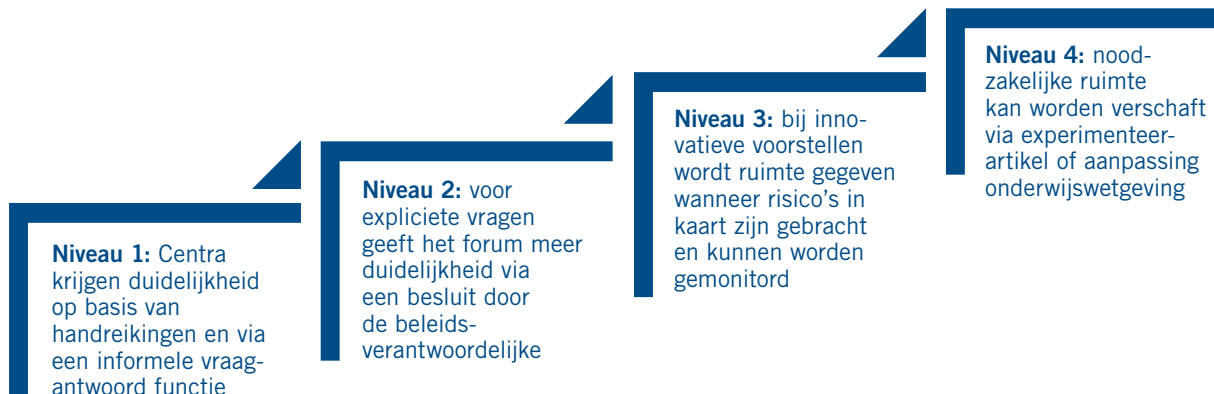 Niveau 1: Centra
krijgen duidelijkheid
op basis van
handreikingen en via
een informele vraag-
antwoord functie
Niveau 2: voor
expliciete vragen
geeft het forum meer
duidelijkheid via
een besluit door
de beleids-
verantwoordelijke
Niveau 3: bij inno-
vatieve voorstellen
wordt ruimte gegeven
wanneer risico's in
kaart zijn gebracht
en kunnen worden
gemonitord
Niveau 4: nood-
zakelijke ruimte
kan worden verschaft
via experimenteer-
artikel of aanpassing
onderwijswetgeving